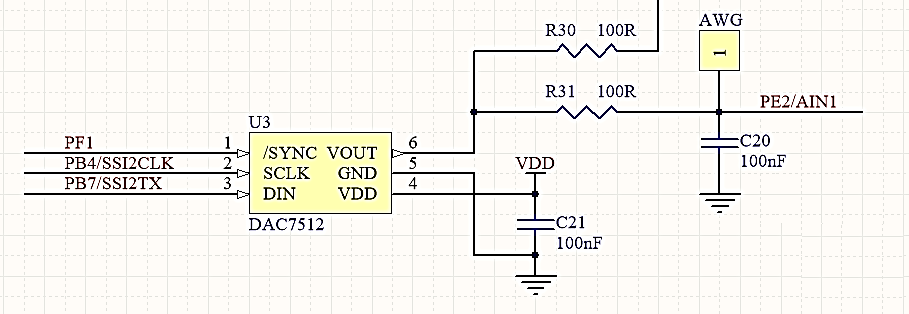 AWG
R30 100R
1
R31 100R
PE2/AIN1
U3
PF1 1 /SYNC VOUT 6
PB4/SSI2CLK 2 SCLK GND 5
PB7/SSI2TX 3 DIN VDD 4
DAC7512
VDD
C20
100nF
C21
100nF